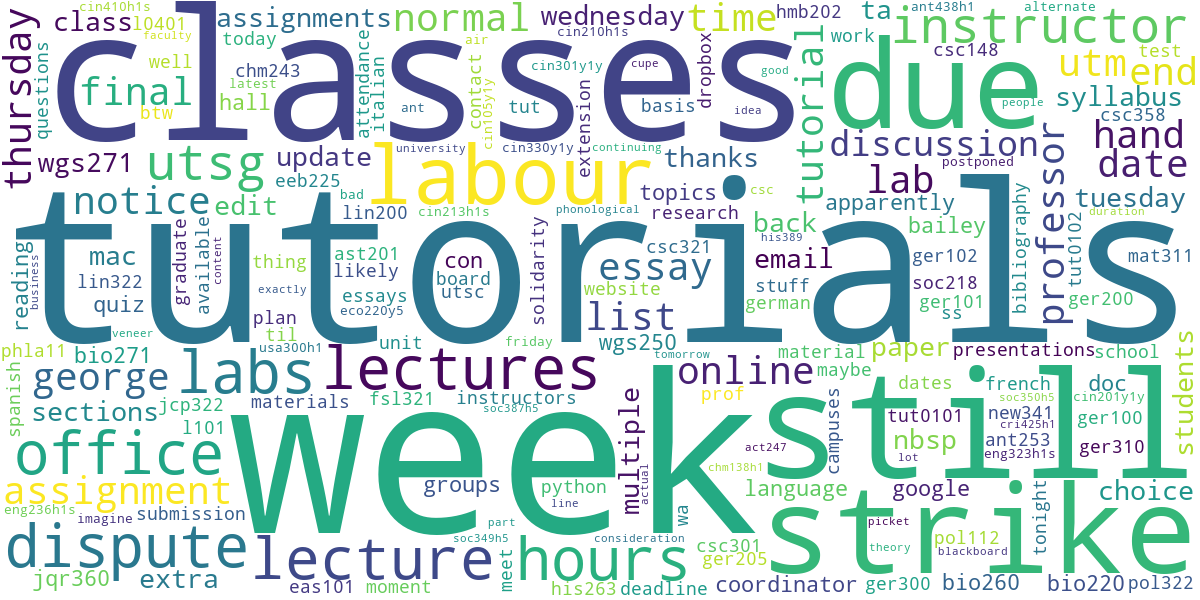 cin410h1s
class
l0401
faculty
today
assignments
normal
wednesday
time
hmb202
ta
ant438h1
alternate
instructor
work
cin210h1s
air
thursday
questions
well
chm243
latest
final
hall
btw
classes
attendance
italian
contact
cin105y1y
cin301y1y
cupe
good
dropbox
csc148
test
utm
end
due
people
syllabus
csc358
ant
tut
extension
basis
idea
tutorial
discussion
hand
date
wgs271
utsg
update
university
cin330y1y
continuing
thanks
postponed
lab
eeb225
labour
topics
csc
professor
tuesday
notice
edit
bad
lin200
cin213h1s
phonological
research
back
apparently
bailey
bibliography
tut0102
reading
business
mac
lin322
quiz
graduate
available
content
thing
ast201
likely
exactly
essays
eco220y5
con
board
utsc
solidarity
csc321
his389
essay
website
email
stuff
german
ger102
soc218
ger101
ss
ger200
mat311
duration
tutorials
veneer
plan
til
unit
friday
list
wgs250
phla11
bio271
usa300h1
lectures
tomorrow
material
maybe
paper
presentations
school
students
spanish
george
labs
online
sections
jcp322
materials
fsl321
instructors
soc387h5
prof
dates
french
soc350h5
doc
cin201y1y
l101
office
week
multiple
campuses
tut0101
new341
cri425h1
ger100
still
nbsp
ant253
ger310
lot
eng323h1s
act247
chm138h1
assignment
groups
python
line
actual
language
google
choice
eng236h1s
imagine
submission
part
soc349h5
consideration
wa
strike
picket
theory
pol112
blackboard
tonight
dispute
lecture
meet
hours
csc301
ger205
jqr360
extra
eas101
moment
his263
deadline
coordinator
ger300
bio260
bio220
pol322